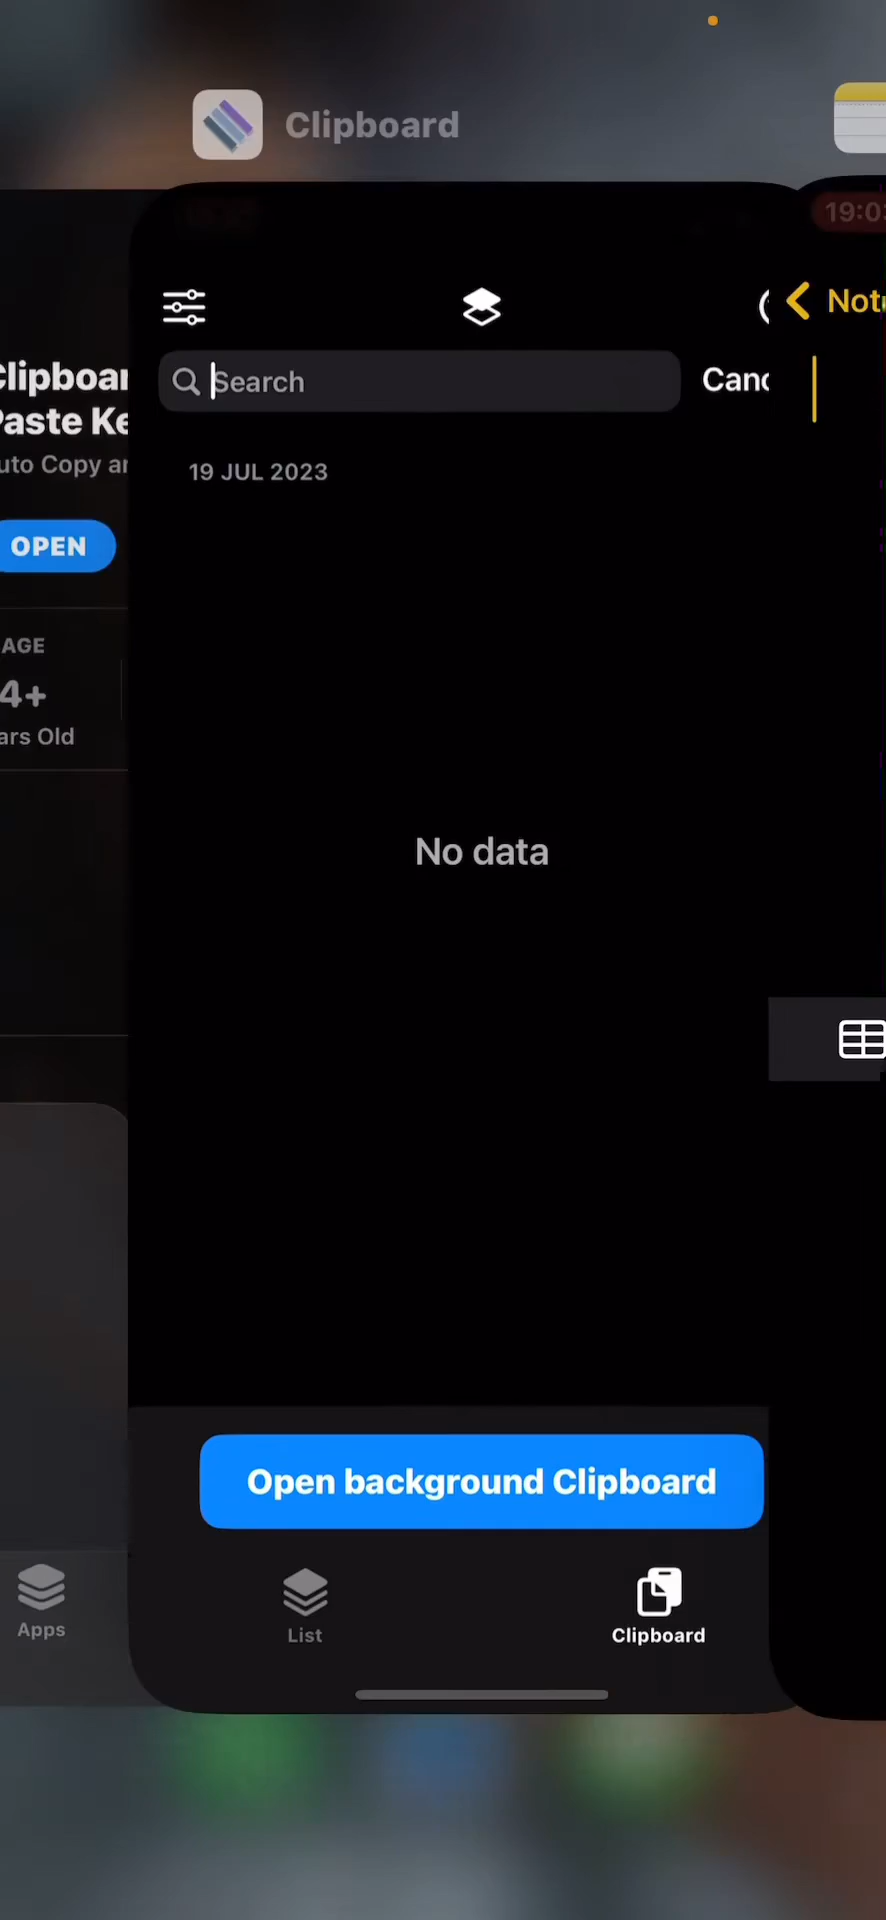 Clipboard
19:0
Not
Search
Canc
19 JUL 2023
Clipboar
Paste Ke
uto Copy an
OPEN
AGE
4+
ars Old
No data
Open background Clipboard
Apps
List
Clipboard